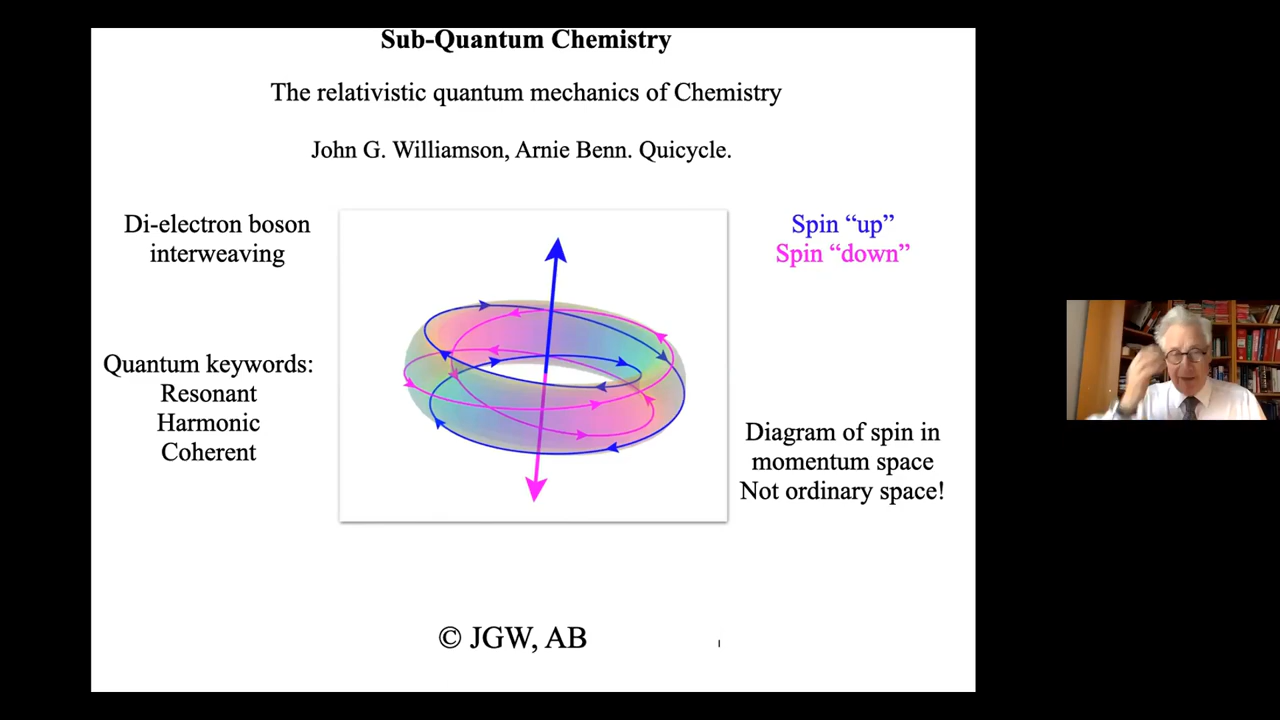 Sub-Quantum Chemistry
The relativistic quantum mechanics of Chemistry
John G. Williamson, Arnie Benn. Quicycle.
Di-electron boson
interweaving
Spin “up”
Spin “down”
Quantum keywords:
Resonant
Harmonic
Coherent
Diagram of spin in
momentum space
Not ordinary space!
© JGW, AB